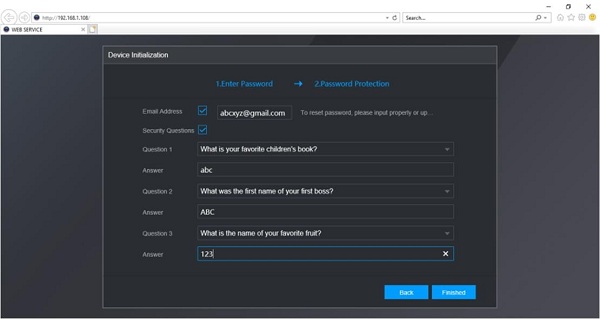 http://192.168.1.108/
Search...
WEB SERVICE
Device Initialization
1.Enter Password
2.Password Protection
Email Address
abcxyz@gmail.com
To reset password, please input properly or up...
Security Questions
Question 1
What is your favorite children's book?
Answer
abc
Question 2
What was the first name of your first boss?
Answer
ABC
Question 3
What is the name of your favorite fruit?
Answer
123
Back
Finished